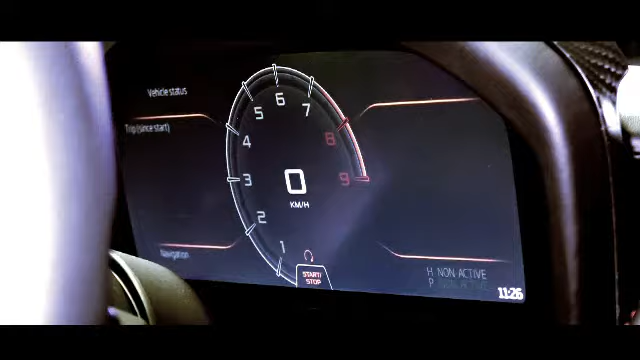 Vehicle status
Trip (since start)
Navigation
1
2
3
4
5
6
7
8
9
0
KM/H
START/
STOP
H NON ACTIVE
P NON ACTIVE
11:26